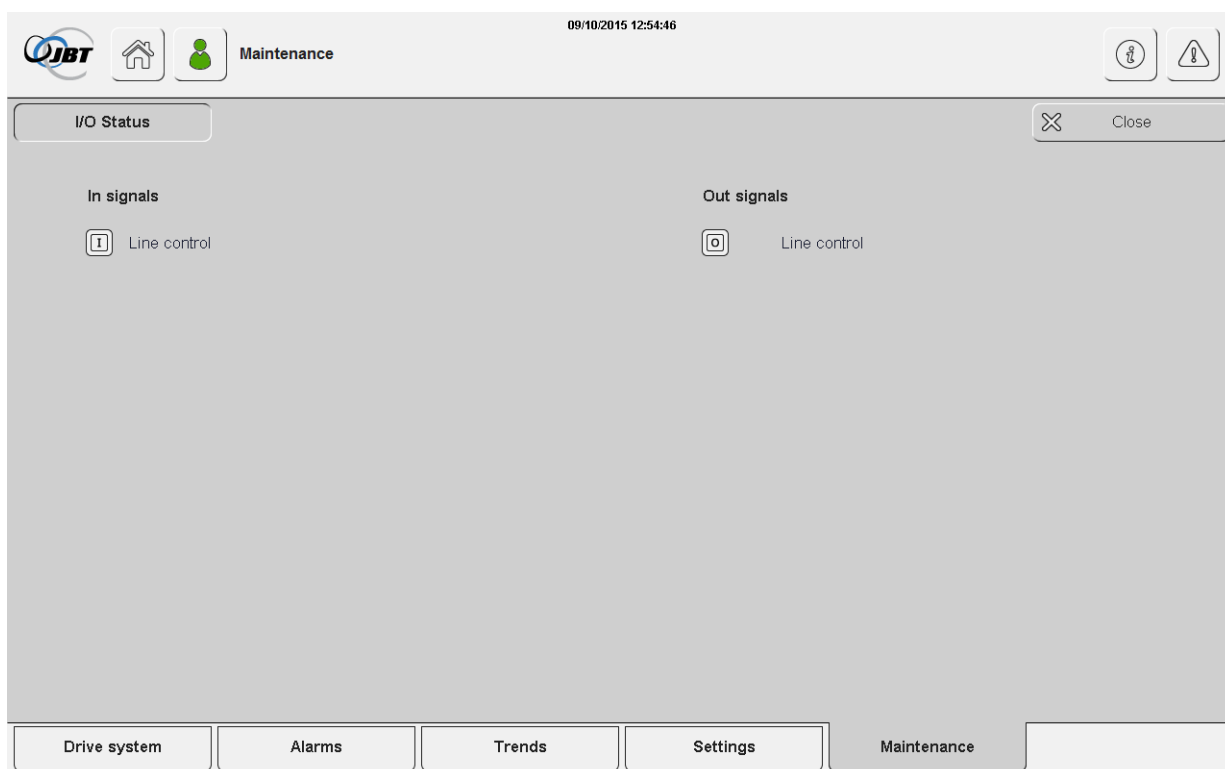 09/10/2015 12:54:46
JBT
Maintenance
I/O Status
Close
In signals
Out signals
I Line control
O Line control
Drive system
Alarms
Trends
Settings
Maintenance